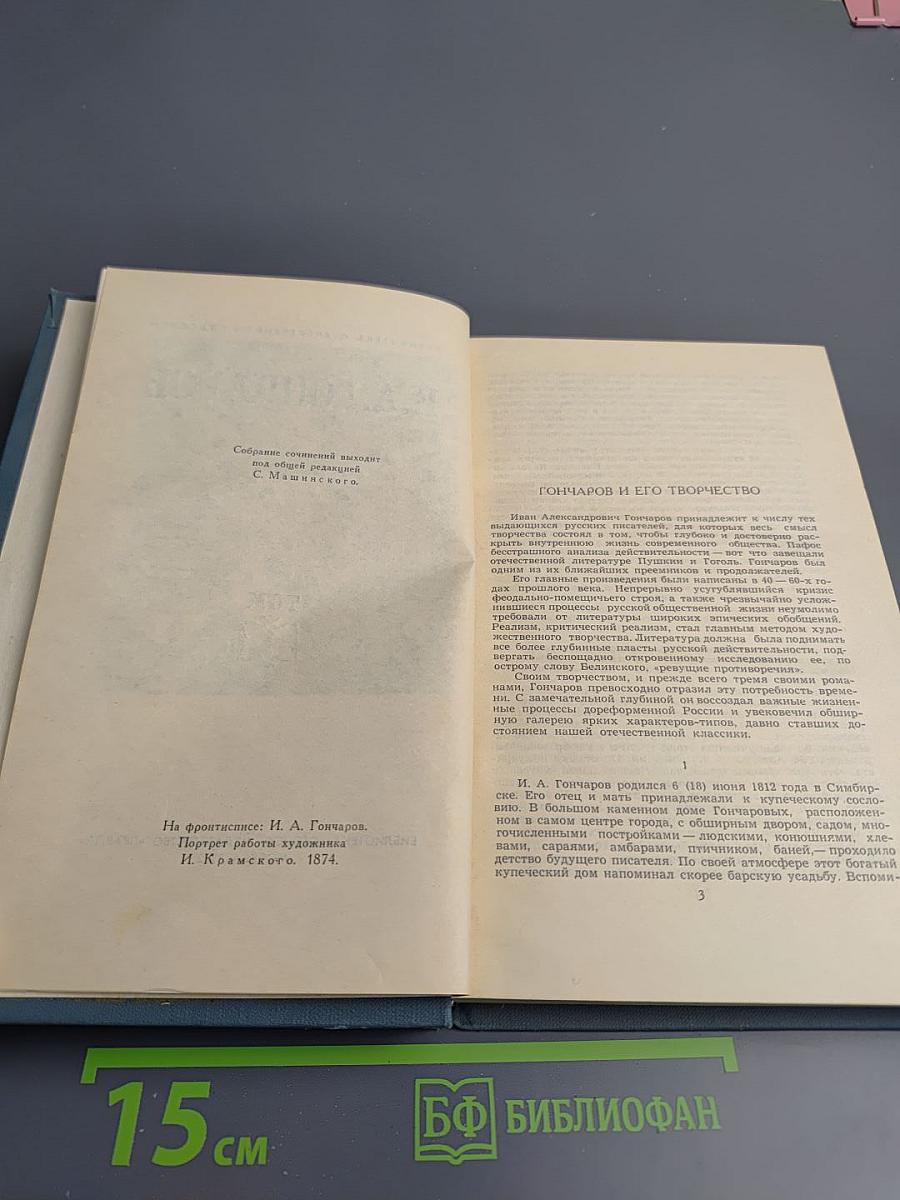 Собрание сочинений выходит
под общей редакцией
С. Машинского.
На фронтисписе: И. А. Гончаров.
Портрет работы художника
И. Крамского. 1874.
ГОНЧАРОВ И ЕГО ТВОРЧЕСТВО
Иван Александрович Гончаров принадлежит к числу тех
выдающихся русских писателей, для которых весь смысл
творчества состоял в том, чтобы глубоко и достоверно рас-
крыть внутреннюю жизнь современного общества. Пафос
бесстрашного анализа действительности — вот что завещали
отечественной литературе Пушкин и Гоголь. Гончаров был
одним из их ближайших преемников и продолжателей.
Его главные произведения были написаны в 40 — 60-х го-
дах прошлого века. Непрерывно усугублявшийся кризис
феодально-помещичьего строя, а также чрезвычайно услож-
нившиеся процессы русской общественной жизни неумолимо
требовали от литературы широких эпических обобщений.
Реализм, критический реализм, стал главным методом худо-
жественного творчества. Литература должна была поднимать
все более глубинные пласты русской действительности, под-
вергать беспощадно откровенному исследованию ее, по
острому слову Белинского, «ревущие противоречия».
Своим творчеством, и прежде всего тремя своими рома-
нами, Гончаров превосходно отразил эту потребность време-
ни. С замечательной глубиной он воссоздал важные жизнен-
ные процессы дореформенной России и увековечил обшир-
ную галерею ярких характеров-типов, давно ставших до-
стоянием нашей отечественной классики.
1
И. А. Гончаров родился 6 (18) июня 1812 года в Симбир-
ске. Его отец и мать принадлежали к купеческому сосло-
вию. В большом каменном доме Гончаровых, расположен-
ном в самом центре города, с обширным двором, садом, мно-
гочисленными постройками — людскими, конюшнями, хле-
вами, сараями, амбарами, птичником, баней,— проходило
детство будущего писателя. По своей атмосфере этот богатый
купеческий дом напоминал скорее барскую усадьбу. Вспоми-
3
15 см
БФ БИБЛИОФАН